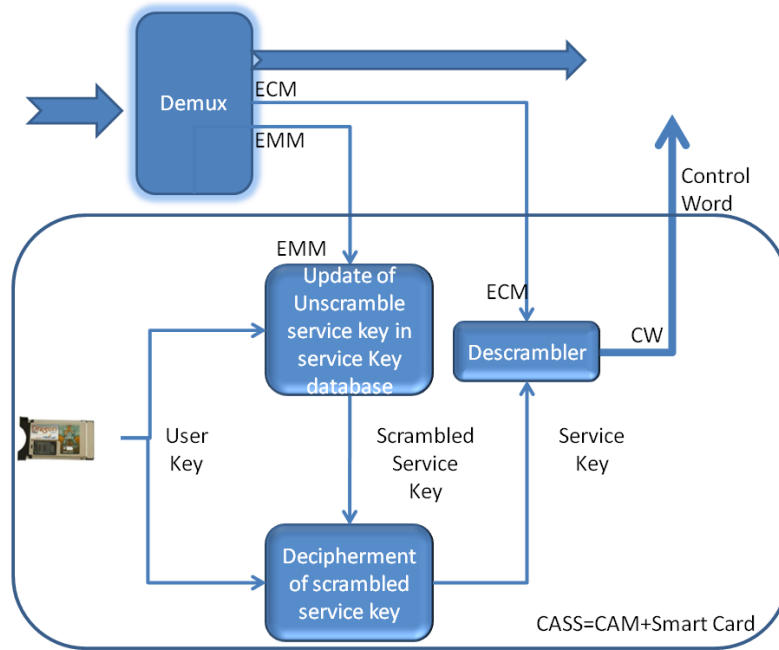 Demux
ECM
EMM
Control
Word
EMM
Update of
Unscramble
service key in
service Key
database
ECM
Descrambler
CW
User
Key
Scrambled
Service
Key
Service
Key
Decipherment
of scrambled
service key
CASS=CAM+Smart Card